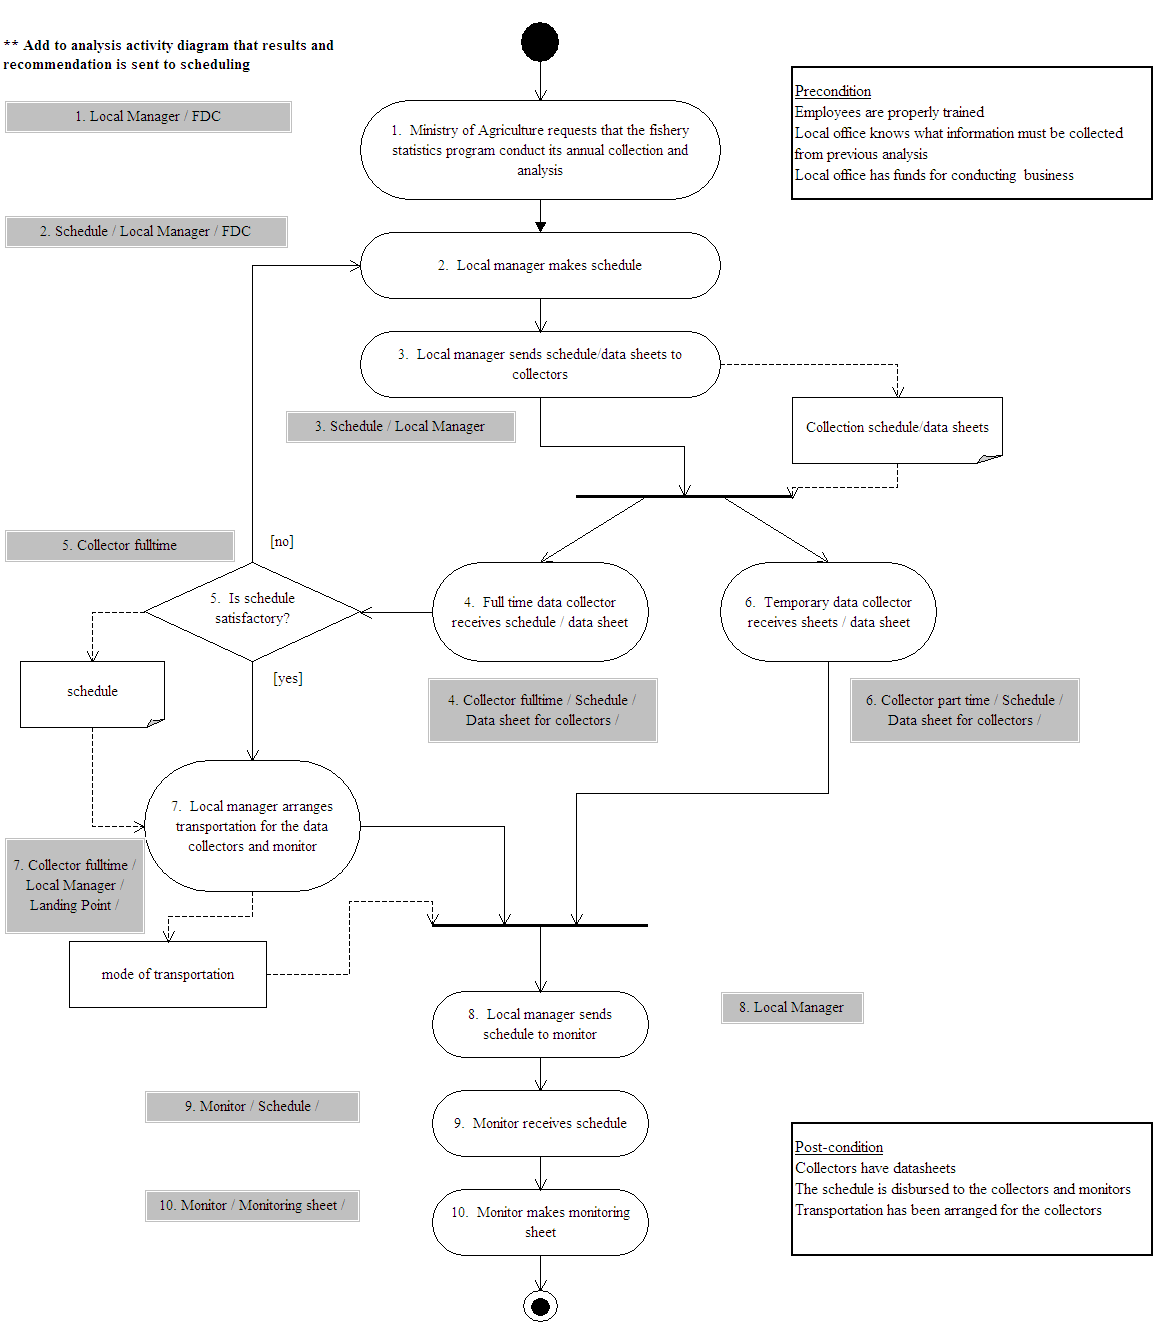 ** Add to analysis activity diagram that results and
recommendation is sent to scheduling
1. Local Manager / FDC
1. Ministry of Agriculture requests that the fishery
statistics program conduct its annual collection and
analysis
Precondition
Employees are properly trained
Local office knows what information must be collected
from previous analysis
Local office has funds for conducting business
2. Schedule / Local Manager / FDC
2. Local manager makes schedule
3. Local manager sends schedule/data sheets to
collectors
3. Schedule / Local Manager
Collection schedule/data sheets
5. Collector fulltime
[no]
5. Is schedule
satisfactory?
4. Full time data collector
receives schedule / data sheet
6. Temporary data collector
receives sheets / data sheet
[yes]
schedule
4. Collector fulltime / Schedule /
Data sheet for collectors /
6. Collector part time / Schedule /
Data sheet for collectors /
7. Local manager arranges
transportation for the data
collectors and monitor
7. Collector fulltime /
Local Manager /
Landing Point /
mode of transportation
8. Local manager sends
schedule to monitor
8. Local Manager
9. Monitor / Schedule /
9. Monitor receives schedule
10. Monitor / Monitoring sheet /
10. Monitor makes monitoring
sheet
Post-condition
Collectors have datasheets
The schedule is disbursed to the collectors and monitors
Transportation has been arranged for the collectors